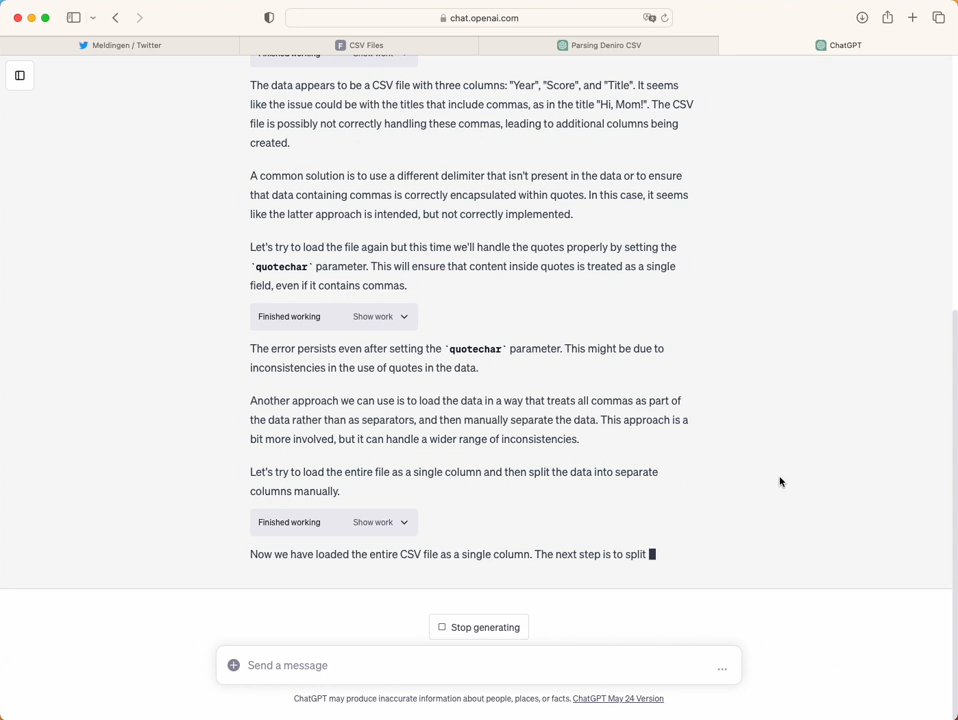 chat.openai.com
Meldingen / Twitter
CSV Files
Parsing Deniro CSV
ChatGPT
Finished working Show work
The data appears to be a CSV file with three columns: "Year", "Score", and "Title". It seems
like the issue could be with the titles that include commas, as in the title "Hi, Mom!". The CSV
file is possibly not correctly handling these commas, leading to additional columns being
created.
A common solution is to use a different delimiter that isn't present in the data or to ensure
that data containing commas is correctly encapsulated within quotes. In this case, it seems
like the latter approach is intended, but not correctly implemented.
Let's try to load the file again but this time we'll handle the quotes properly by setting the
`quotechar` parameter. This will ensure that content inside quotes is treated as a single
field, even if it contains commas.
Finished working Show work
The error persists even after setting the `quotechar` parameter. This might be due to
inconsistencies in the use of quotes in the data.
Another approach we can use is to load the data in a way that treats all commas as part of
the data rather than as separators, and then manually separate the data. This approach is a
bit more involved, but it can handle a wider range of inconsistencies.
Let's try to load the entire file as a single column and then split the data into separate
columns manually.
Finished working Show work
Now we have loaded the entire CSV file as a single column. The next step is to split
Stop generating
Send a message
...
ChatGPT may produce inaccurate information about people, places, or facts. ChatGPT May 24 Version